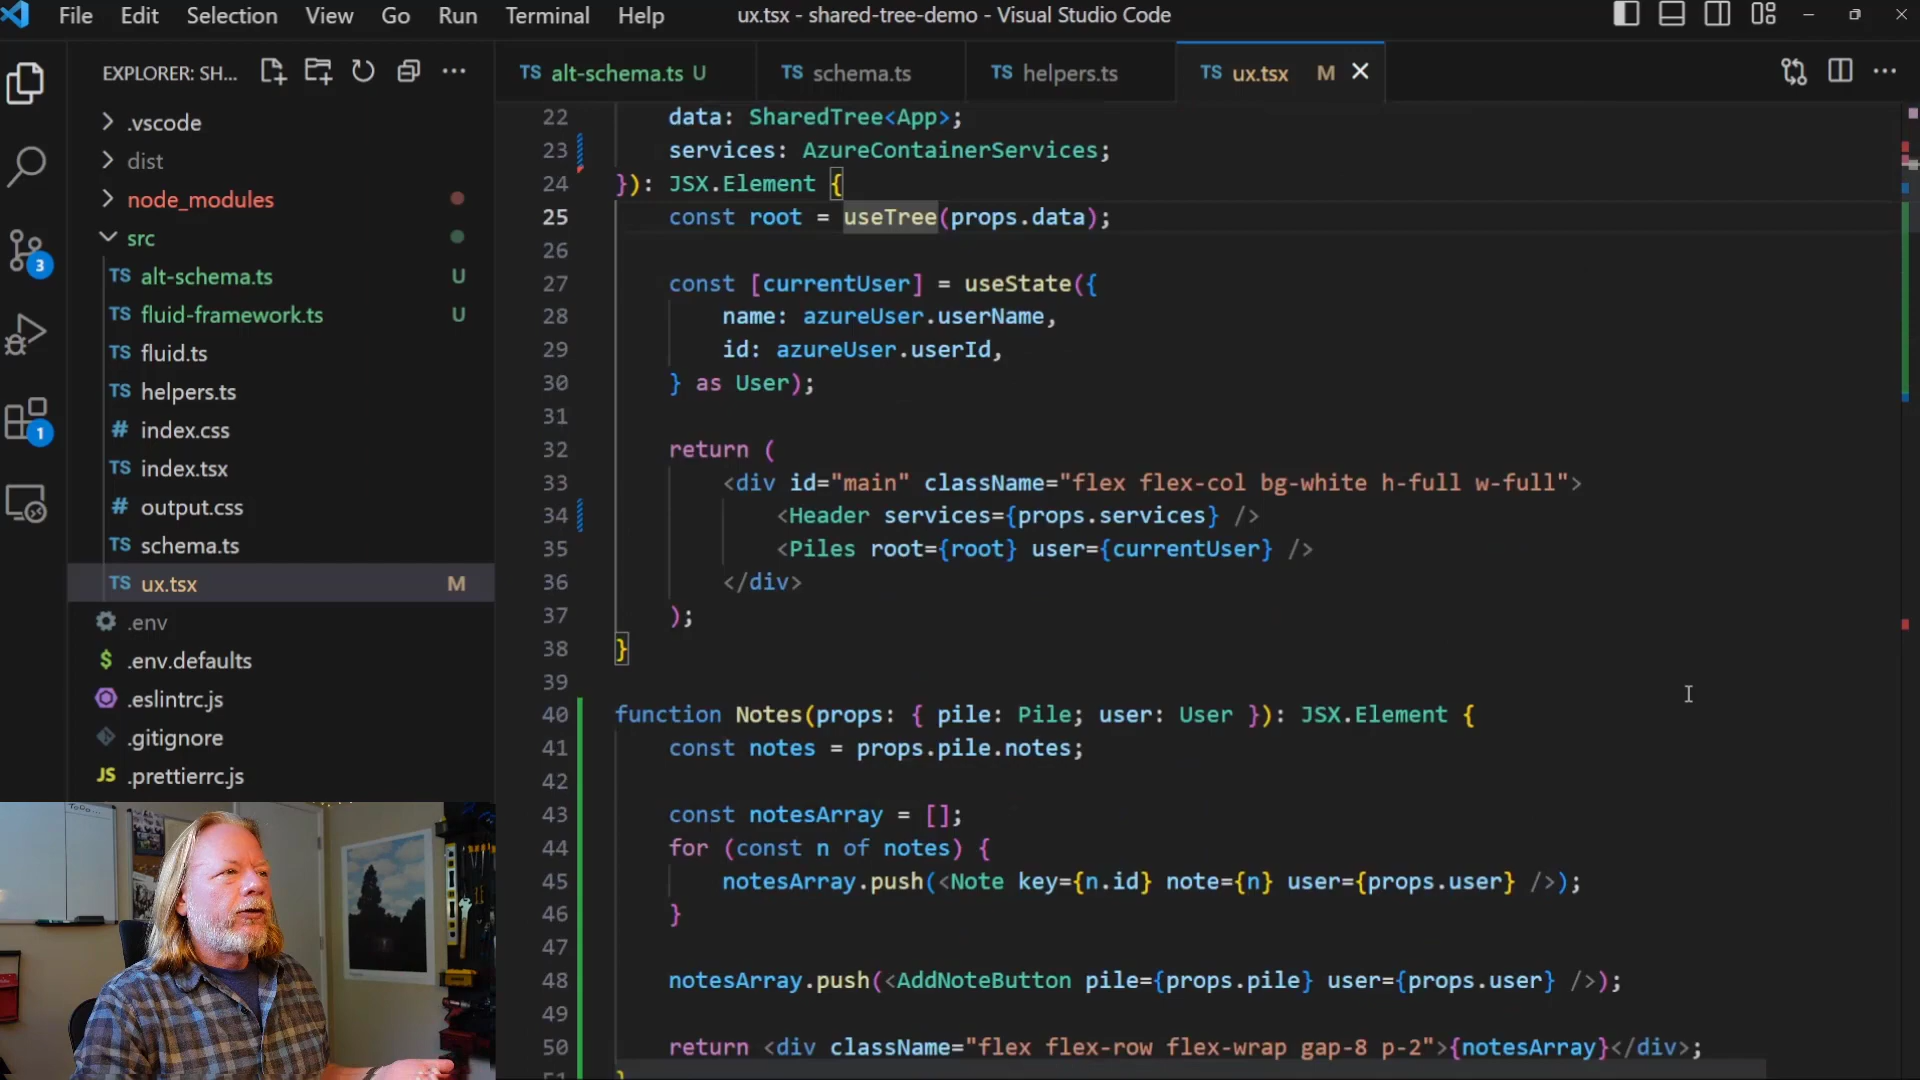 File Edit Selection View Go Run Terminal Help
ux.tsx - shared-tree-demo - Visual Studio Code
EXPLORER: SH...
.vscode
dist
node_modules
src
TS alt-schema.ts U
TS fluid-framework.ts U
TS fluid.ts
TS helpers.ts
# index.css
TS index.tsx
# output.css
TS schema.ts
TS ux.tsx M
.env
$ .env.defaults
.eslintrc.js
.gitignore
JS .prettierrc.js
3
1
TS alt-schema.ts U
TS schema.ts
TS helpers.ts
TS ux.tsx M
22 data: SharedTree<App>;
23 services: AzureContainerServices;
24 }): JSX.Element {
25 const root = useTree(props.data);
26
27 const [currentUser] = useState({
28 name: azureUser.userName,
29 id: azureUser.userId,
30 } as User);
31
32 return (
33 <div id="main" className="flex flex-col bg-white h-full w-full">
34 <Header services={props.services} />
35 <Piles root={root} user={currentUser} />
36 </div>
37 );
38 }
39
40 function Notes(props: { pile: Pile; user: User }): JSX.Element {
41 const notes = props.pile.notes;
42
43 const notesArray = [];
44 for (const n of notes) {
45 notesArray.push(<Note key={n.id} note={n} user={props.user} />);
46 }
47
48 notesArray.push(<AddNoteButton pile={props.pile} user={props.user} />);
49
50 return <div className="flex flex-row flex-wrap gap-8 p-2">{notesArray}</div>;